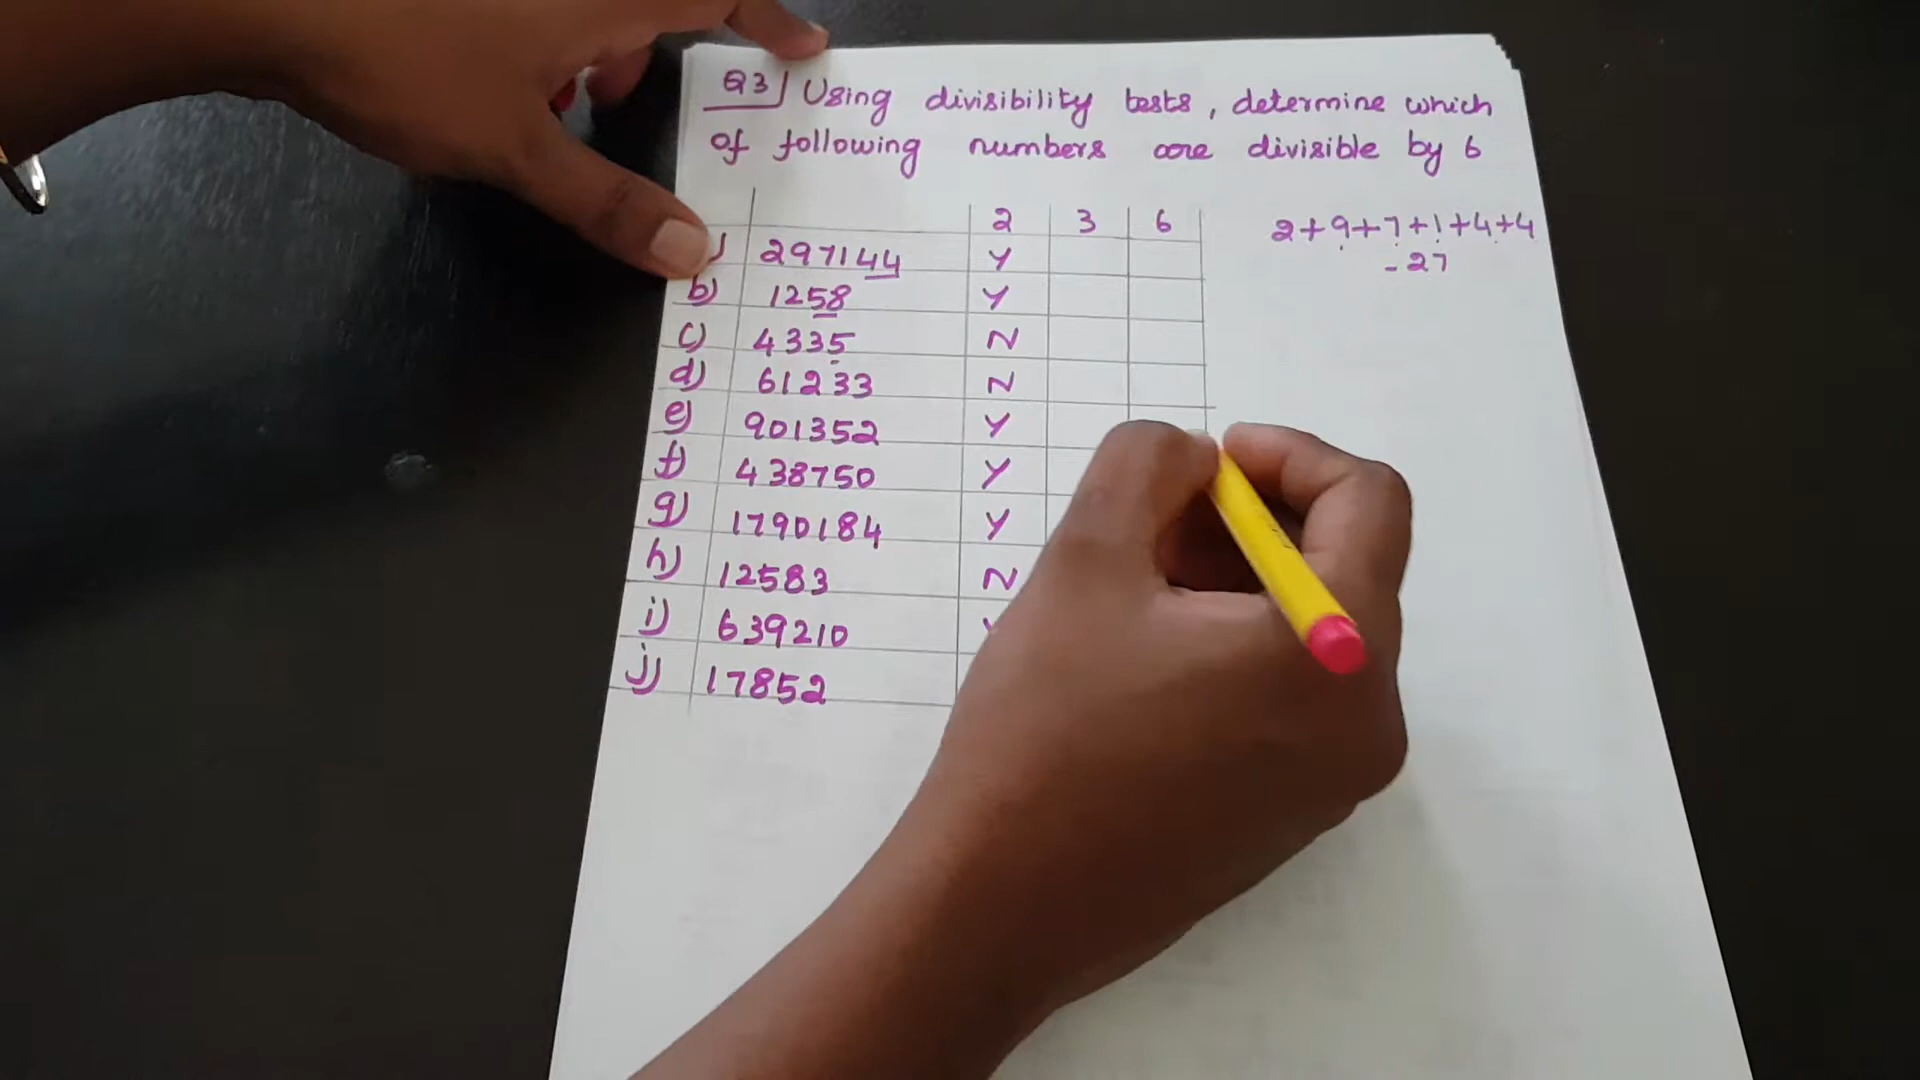 Q3 Using divisibility tests, determine which
of following numbers are divisible by 6
2 3 6
297144 Y
b) 1258 Y
c) 4335 N
d) 61233 N
e) 901352 Y
f) 438750 Y
g) 1790184 Y
h) 12583 N
i) 639210
j) 17852
2+9+7+1+4+4
- 27